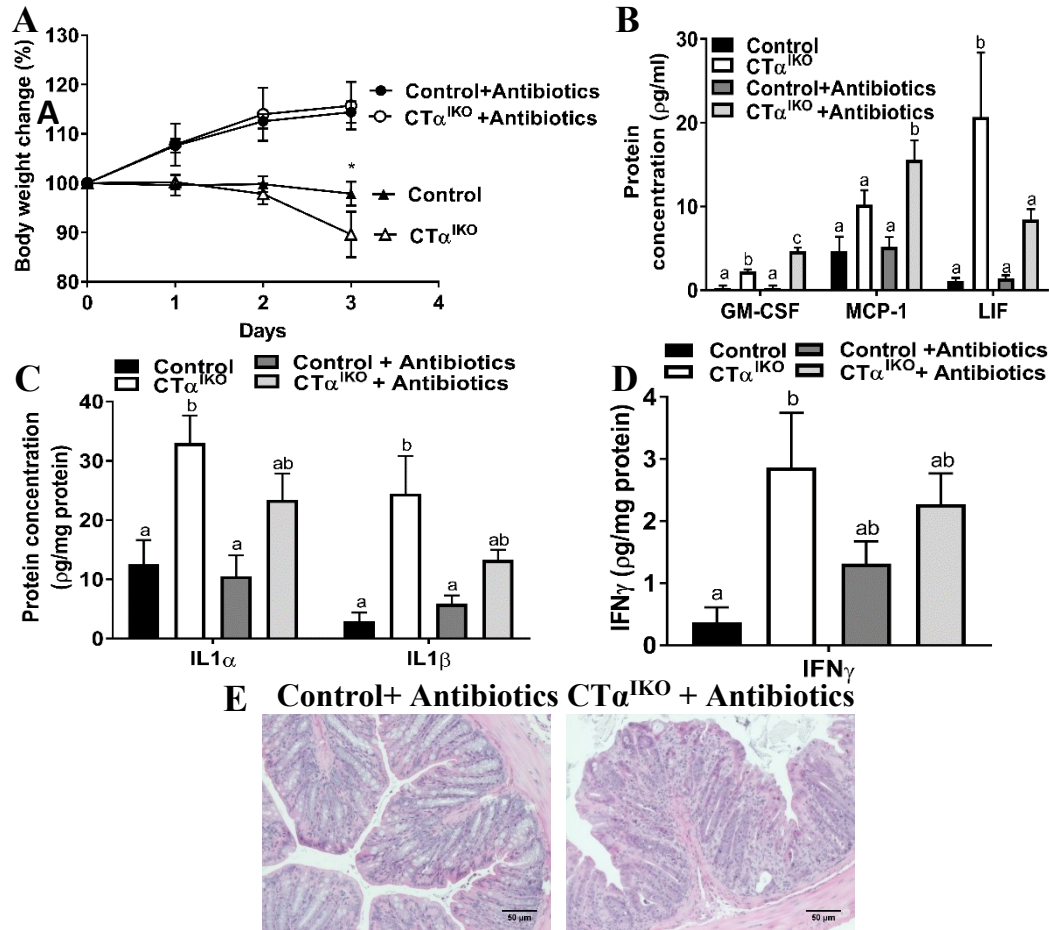 A
Body weight change (%)
120
110
100
90
80
A
Control+Antibiotics
CTα^IKO +Antibiotics
*
Control
CTα^IKO
0 1 2 3 4
Days
B
Control
CTα^IKO
Control+Antibiotics
CTα^IKO +Antibiotics
Protein
concentration (ρg/ml)
30
20
10
0
a b a c
a a a b
a b a a
GM-CSF MCP-1 LIF
C
Control
CTα^IKO
Control + Antibiotics
CTα^IKO + Antibiotics
Protein concentration
(ρg/mg protein)
40
30
20
10
0
a b a ab
a b a ab
IL1α IL1β
D
Control
CTα^IKO
Control +Antibiotics
CTα^IKO+ Antibiotics
IFNγ (ρg/mg protein)
4
3
2
1
0
a b ab ab
IFNγ
E Control+ Antibiotics CTα^IKO + Antibiotics
50 µm
50 µm